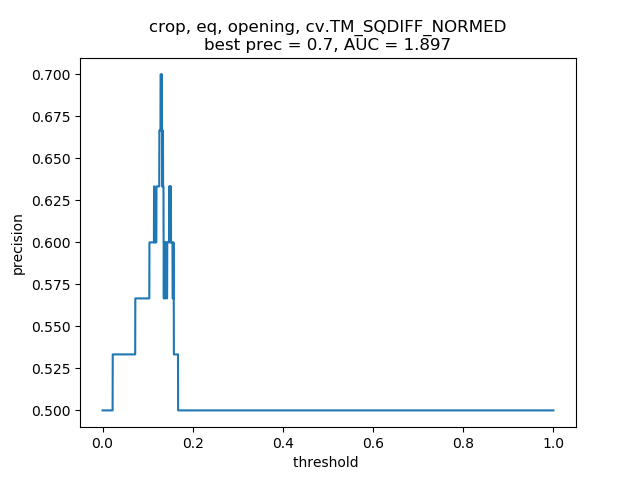 crop, eq, opening, cv.TM_SQDIFF_NORMED
best prec = 0.7, AUC = 1.897
0.700
0.675
0.650
0.625
0.600
0.575
0.550
0.525
0.500
precision
0.0 0.2 0.4 0.6 0.8 1.0
threshold